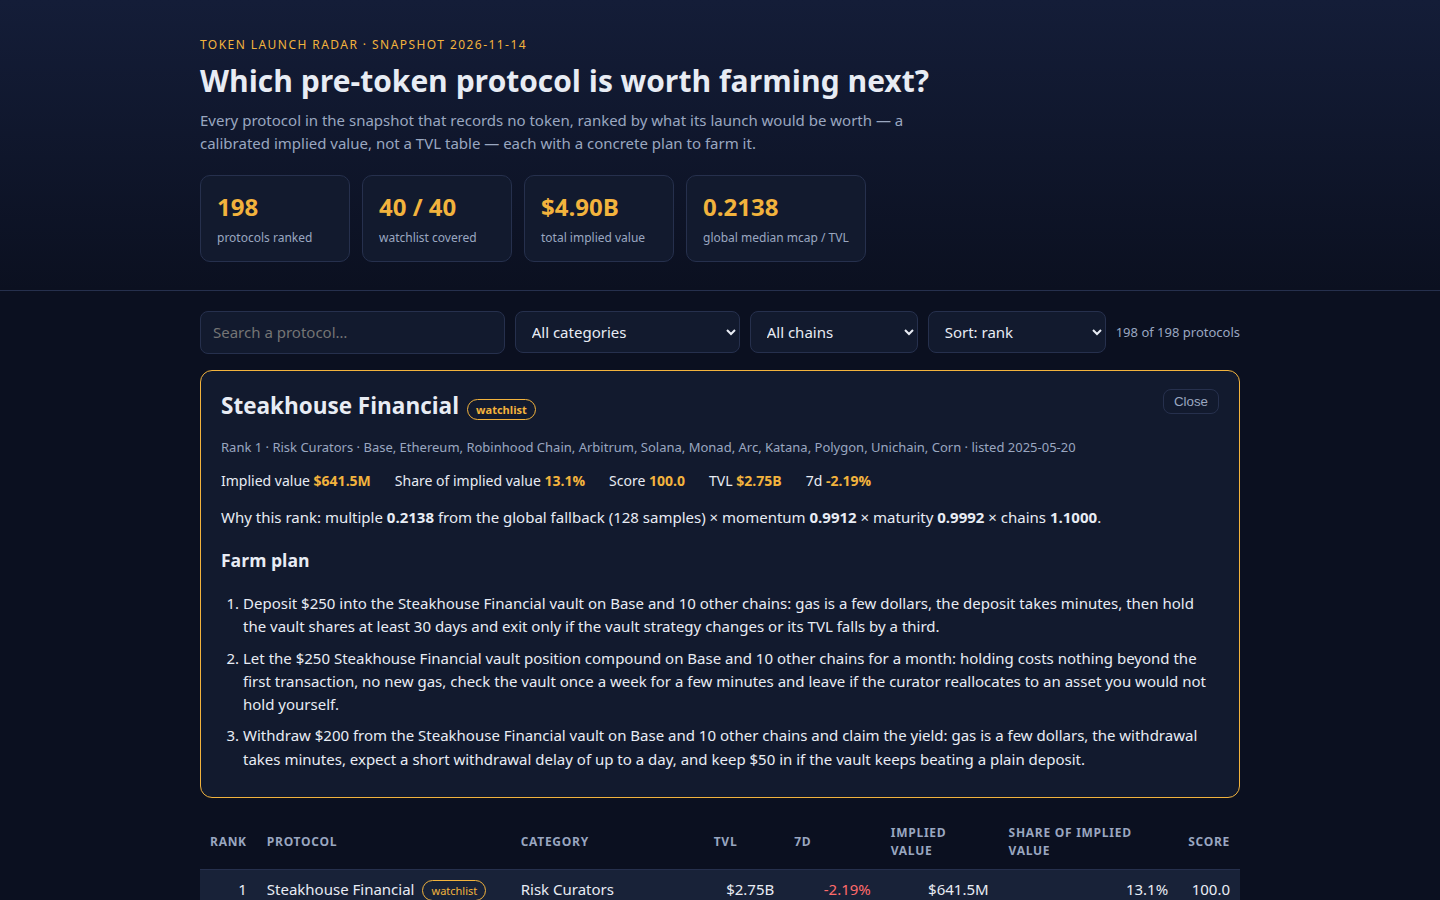 TOKEN LAUNCH RADAR · SNAPSHOT 2026-11-14
Which pre-token protocol is worth farming next?
Every protocol in the snapshot that records no token, ranked by what its launch would be worth — a
calibrated implied value, not a TVL table — each with a concrete plan to farm it.
198
protocols ranked
40 / 40
watchlist covered
$4.90B
total implied value
0.2138
global median mcap / TVL
Search a protocol...
All categories
All chains
Sort: rank
198 of 198 protocols
Steakhouse Financial watchlist
Close
Rank 1 · Risk Curators · Base, Ethereum, Robinhood Chain, Arbitrum, Solana, Monad, Arc, Katana, Polygon, Unichain, Corn · listed 2025-05-20
Implied value $641.5M Share of implied value 13.1% Score 100.0 TVL $2.75B 7d -2.19%
Why this rank: multiple 0.2138 from the global fallback (128 samples) × momentum 0.9912 × maturity 0.9992 × chains 1.1000.
Farm plan
1. Deposit $250 into the Steakhouse Financial vault on Base and 10 other chains: gas is a few dollars, the deposit takes minutes, then hold
the vault shares at least 30 days and exit only if the vault strategy changes or its TVL falls by a third.
2. Let the $250 Steakhouse Financial vault position compound on Base and 10 other chains for a month: holding costs nothing beyond the
first transaction, no new gas, check the vault once a week for a few minutes and leave if the curator reallocates to an asset you would not
hold yourself.
3. Withdraw $200 from the Steakhouse Financial vault on Base and 10 other chains and claim the yield: gas is a few dollars, the withdrawal
takes minutes, expect a short withdrawal delay of up to a day, and keep $50 in if the vault keeps beating a plain deposit.
RANK PROTOCOL CATEGORY TVL 7D IMPLIED VALUE SHARE OF IMPLIED VALUE SCORE
1 Steakhouse Financial watchlist Risk Curators $2.75B -2.19% $641.5M 13.1% 100.0